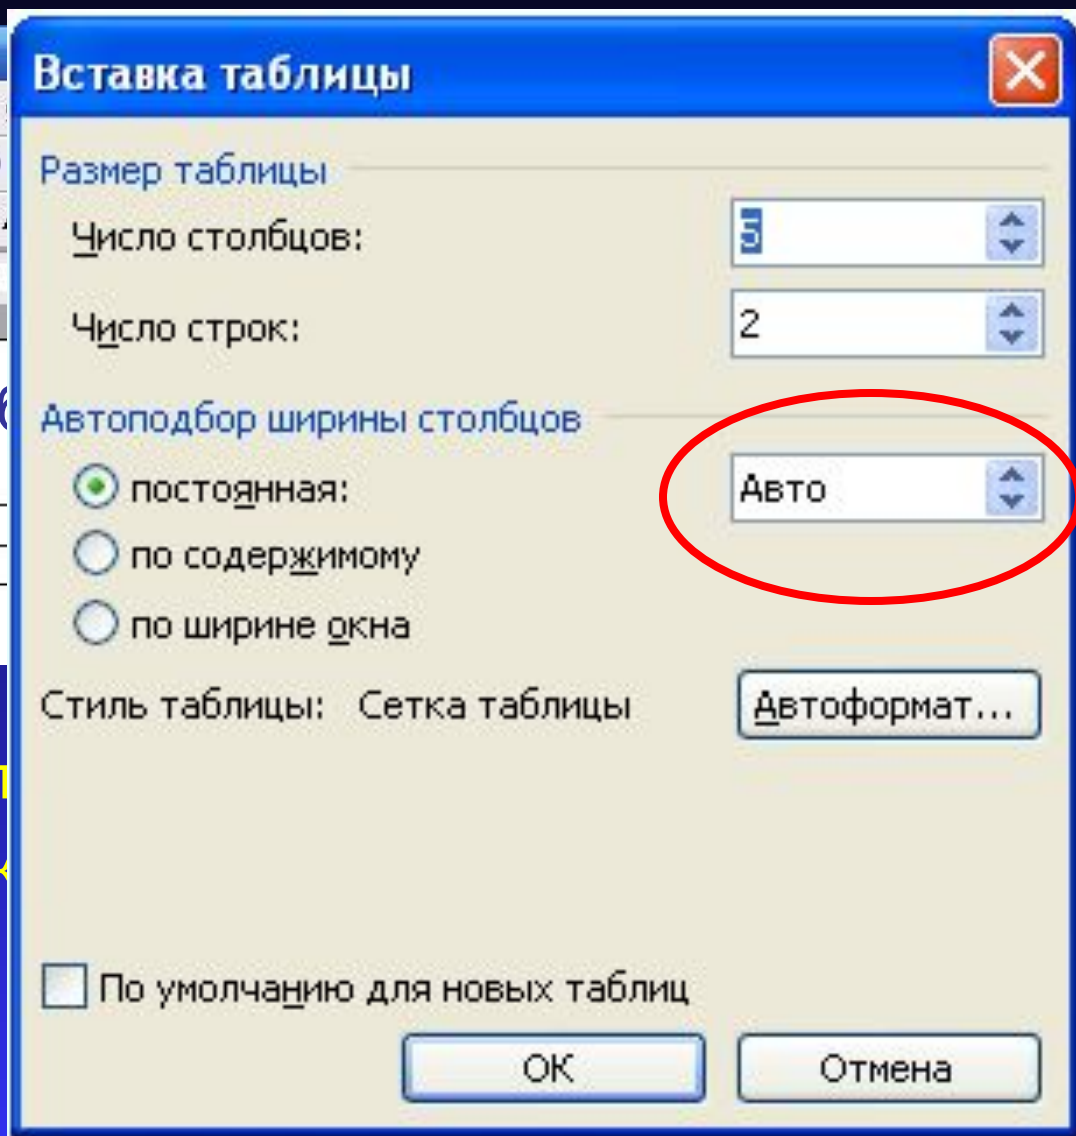 Вставка таблицы
Размер таблицы
Число столбцов: 3
Число строк: 2
Автоподбор ширины столбцов
постоянная: Авто
по содержимому
по ширине окна
Стиль таблицы: Сетка таблицы Автоформат...
По умолчанию для новых таблиц
ОК Отмена